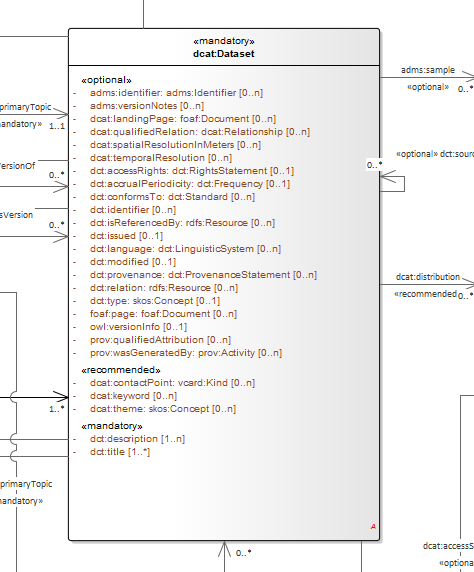 «mandatory»
dcat:Dataset
«optional»
- adms:identifier: adms:Identifier [0..n]
- adms:versionNotes [0..n]
- dcat:landingPage: foaf:Document [0..n]
- dcat:qualifiedRelation: dcat:Relationship [0..n]
- dcat:spatialResolutionInMeters [0..n]
- dcat:temporalResolution [0..n]
- dct:accessRights: dct:RightsStatement [0..1]
- dct:accrualPeriodicity: dct:Frequency [0..1]
- dct:conformsTo: dct:Standard [0..n]
- dct:identifier [0..n]
- dct:isReferencedBy: rdfs:Resource [0..n]
- dct:issued [0..1]
- dct:language: dct:LinguisticSystem [0..n]
- dct:modified [0..1]
- dct:provenance: dct:ProvenanceStatement [0..n]
- dct:relation: rdfs:Resource [0..n]
- dct:type: skos:Concept [0..1]
- foaf:page: foaf:Document [0..n]
- owl:versionInfo [0..1]
- prov:qualifiedAttribution [0..n]
- prov:wasGeneratedBy: prov:Activity [0..n]
«recommended»
- dcat:contactPoint: vcard:Kind [0..n]
- dcat:keyword [0..n]
- dcat:theme: skos:Concept [0..n]
«mandatory»
- dct:description [1..n]
- dct:title [1..*]
A
primaryTopic
andatory» 1..1
ersionOf
0..*
sVersion
0..*
1..*
primaryTopic
andatory»
adms:sample
«optional» 0..*
«optional» dct:sourc
0..*
dcat:distribution
«recommended 0..*
0..*
dcat:accessS
«optiona